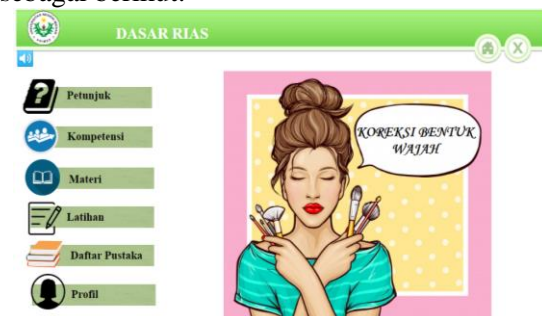 sebagai berikut:
DASAR RIAS
Petunjuk
Kompetensi
Materi
Latihan
Daftar Pustaka
Profil
KOREKSI BENTUK
WAJAH